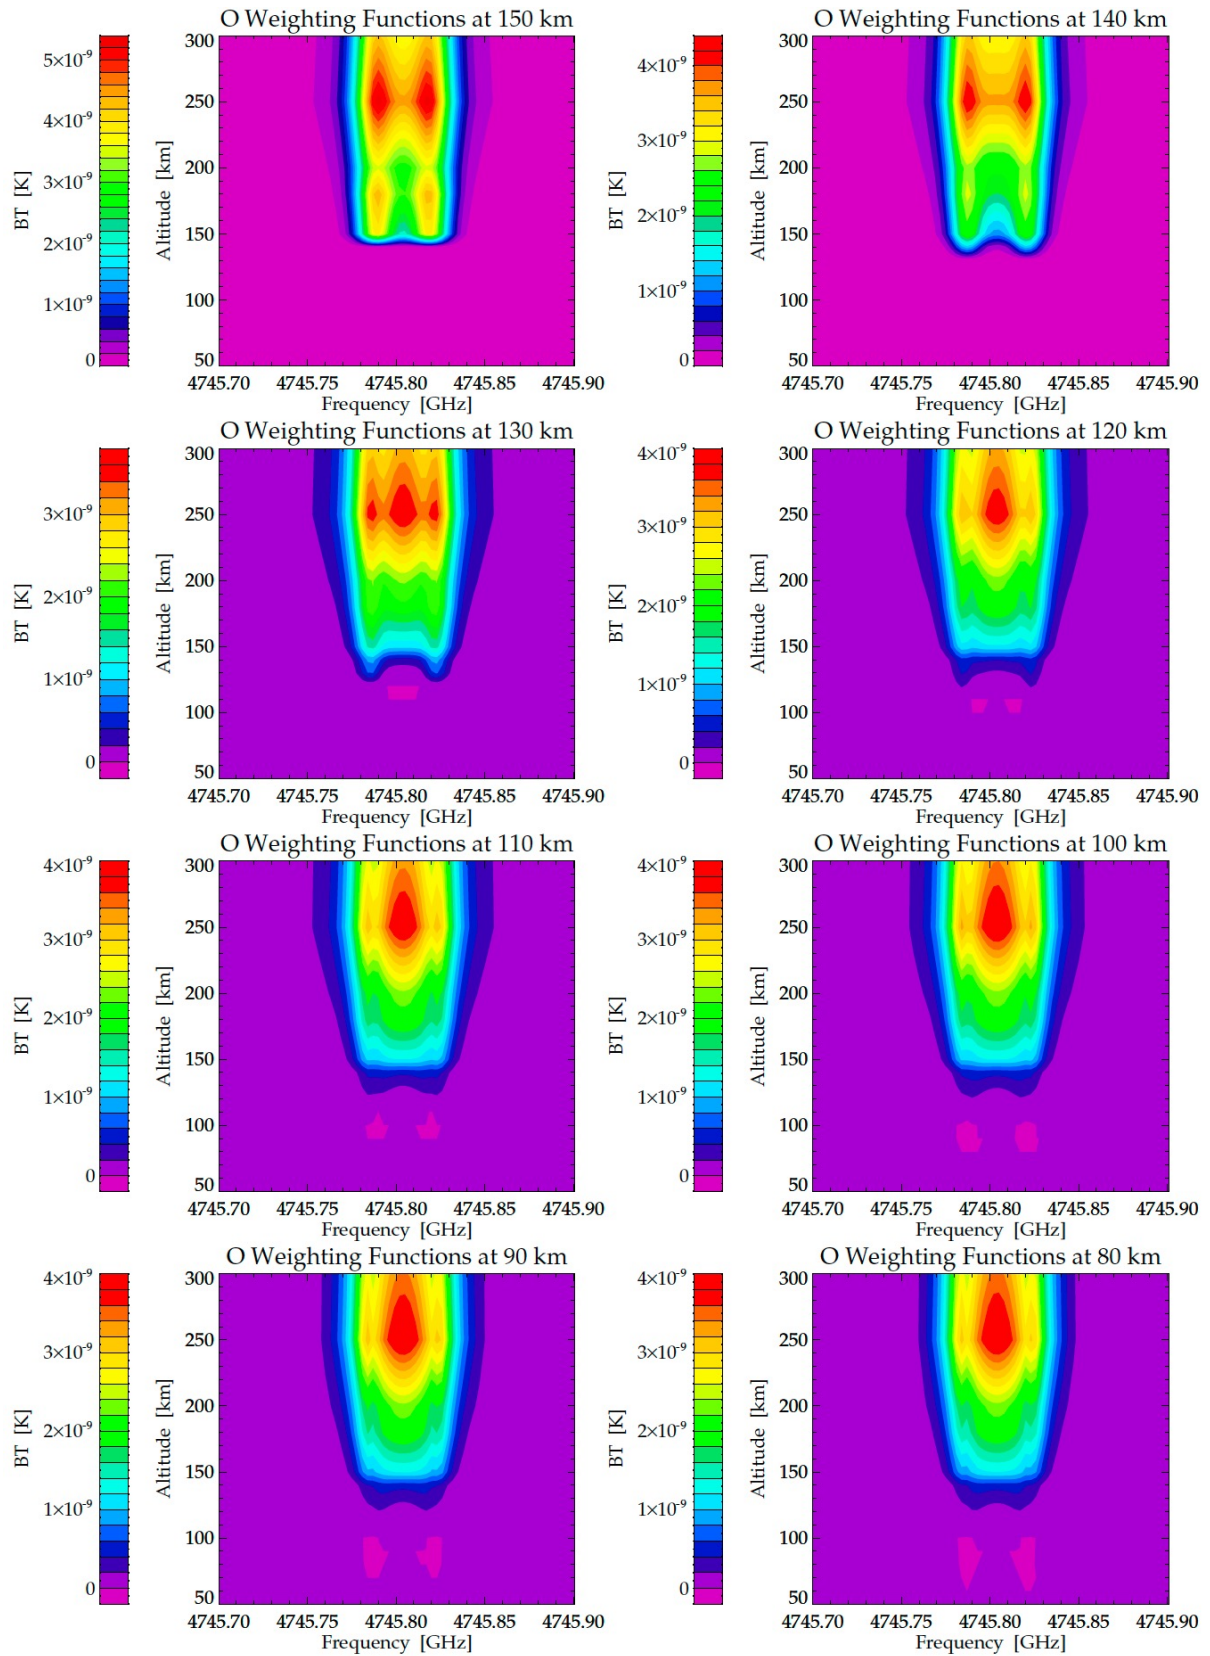 O Weighting Functions at 150 km
BT [K]
5×10⁻⁹
4×10⁻⁹
3×10⁻⁹
2×10⁻⁹
1×10⁻⁹
0
Altitude [km]
300
250
200
150
100
50
4745.70 4745.75 4745.80 4745.85 4745.90
Frequency [GHz]
O Weighting Functions at 140 km
BT [K]
4×10⁻⁹
3×10⁻⁹
2×10⁻⁹
1×10⁻⁹
0
Altitude [km]
300
250
200
150
100
50
4745.70 4745.75 4745.80 4745.85 4745.90
Frequency [GHz]
O Weighting Functions at 130 km
BT [K]
3×10⁻⁹
2×10⁻⁹
1×10⁻⁹
0
Altitude [km]
300
250
200
150
100
50
4745.70 4745.75 4745.80 4745.85 4745.90
Frequency [GHz]
O Weighting Functions at 120 km
BT [K]
4×10⁻⁹
3×10⁻⁹
2×10⁻⁹
1×10⁻⁹
0
Altitude [km]
300
250
200
150
100
50
4745.70 4745.75 4745.80 4745.85 4745.90
Frequency [GHz]
O Weighting Functions at 110 km
BT [K]
4×10⁻⁹
3×10⁻⁹
2×10⁻⁹
1×10⁻⁹
0
Altitude [km]
300
250
200
150
100
50
4745.70 4745.75 4745.80 4745.85 4745.90
Frequency [GHz]
O Weighting Functions at 100 km
BT [K]
4×10⁻⁹
3×10⁻⁹
2×10⁻⁹
1×10⁻⁹
0
Altitude [km]
300
250
200
150
100
50
4745.70 4745.75 4745.80 4745.85 4745.90
Frequency [GHz]
O Weighting Functions at 90 km
BT [K]
4×10⁻⁹
3×10⁻⁹
2×10⁻⁹
1×10⁻⁹
0
Altitude [km]
300
250
200
150
100
50
4745.70 4745.75 4745.80 4745.85 4745.90
Frequency [GHz]
O Weighting Functions at 80 km
BT [K]
4×10⁻⁹
3×10⁻⁹
2×10⁻⁹
1×10⁻⁹
0
Altitude [km]
300
250
200
150
100
50
4745.70 4745.75 4745.80 4745.85 4745.90
Frequency [GHz]